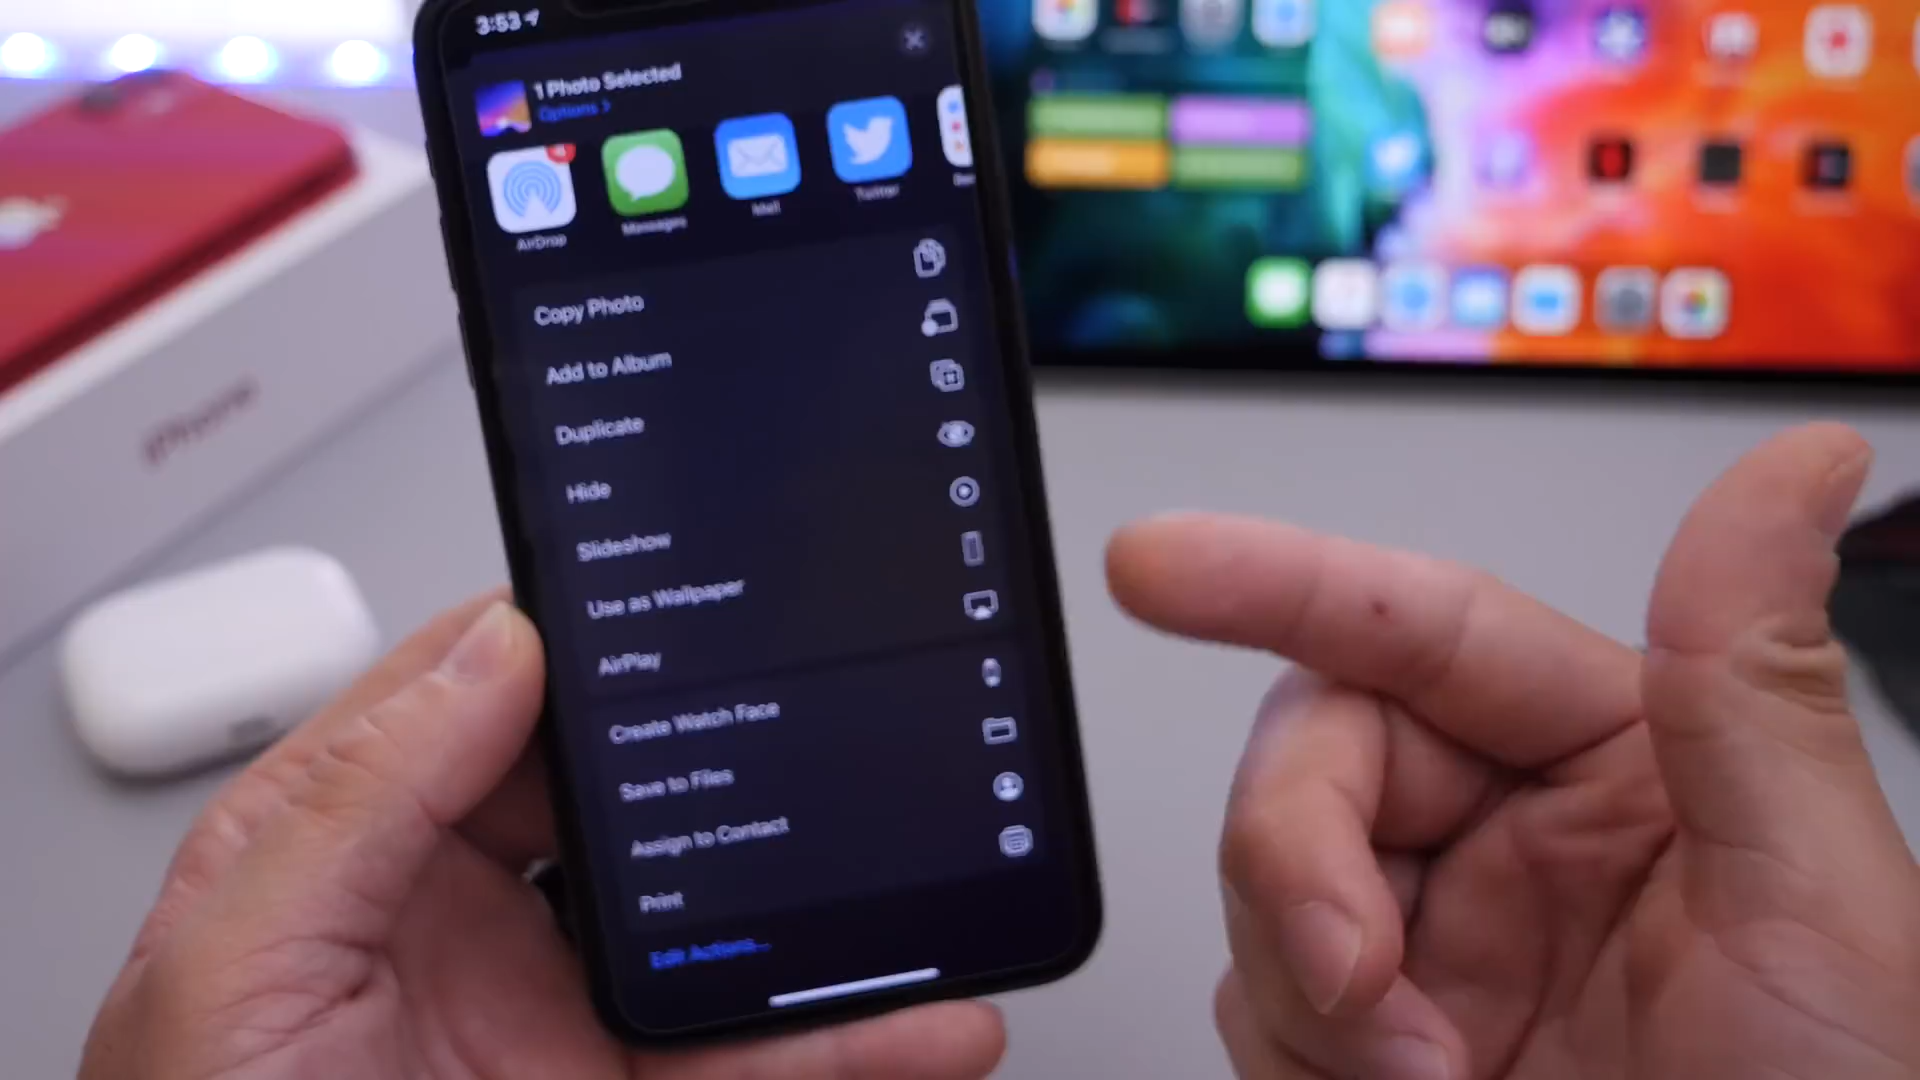 3:53
1 Photo Selected
Options >
AirDrop
Messages
Mail
Twitter
Copy Photo
Add to Album
Duplicate
Hide
Slideshow
Use as Wallpaper
AirPlay
Create Watch Face
Save to Files
Assign to Contact
Print
Edit Actions...
iPhone